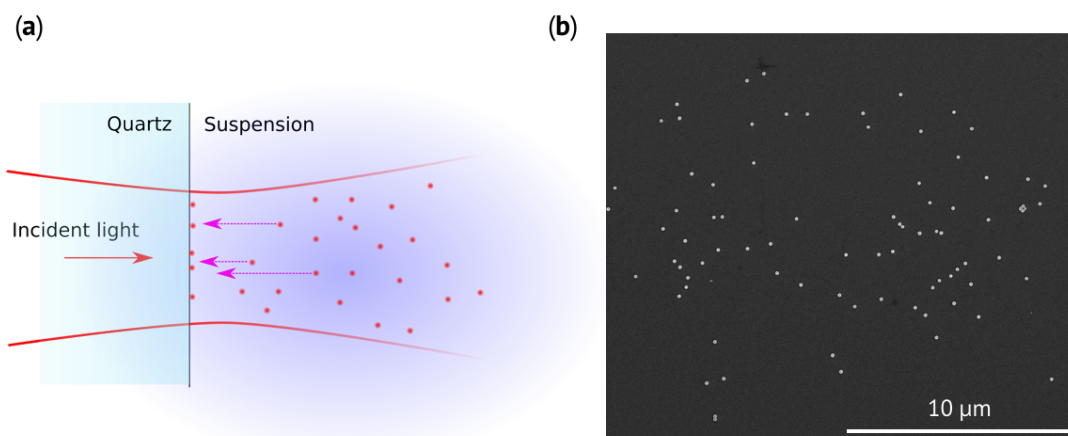 (a)
(b)
Quartz
Suspension
Incident light
10 μm